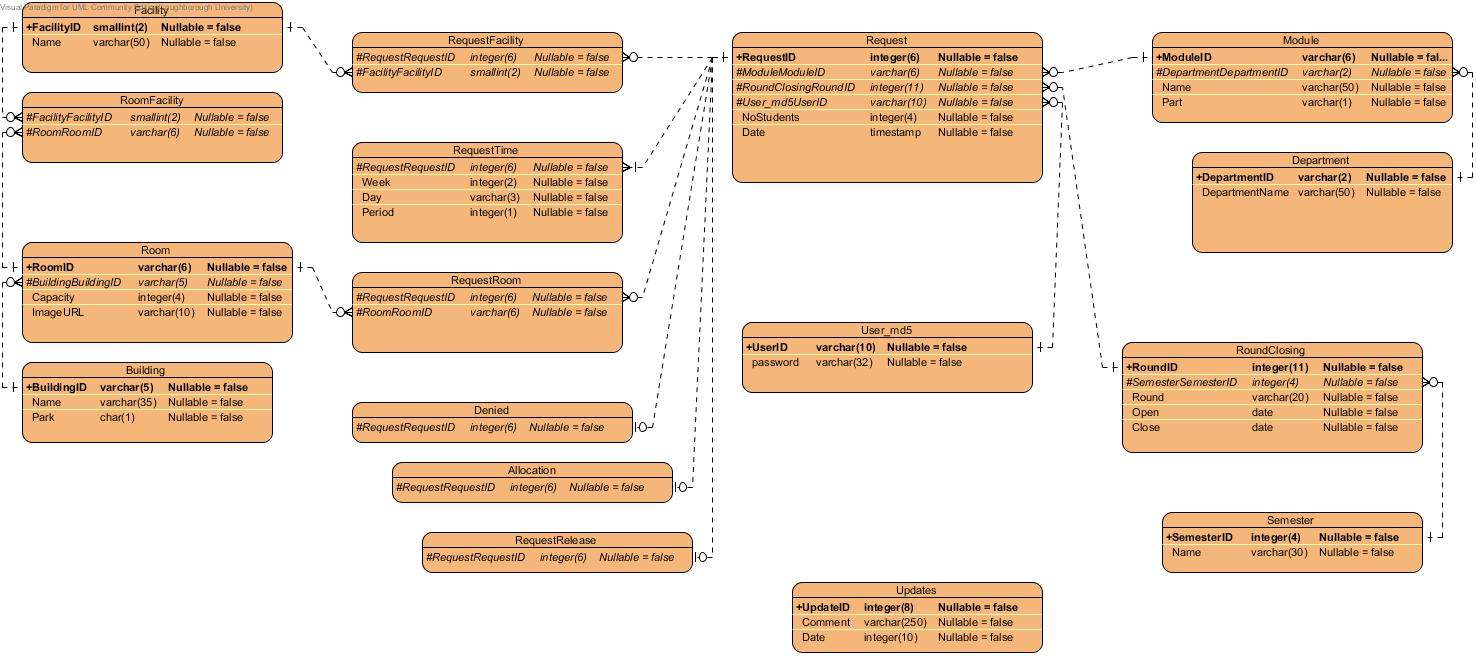 Visual Paradigm for UML Community
oughborough University)
Facility
+FacilityID smallint(2) Nullable = false
Name varchar(50) Nullable = false
RoomFacility
#FacilityFacilityID smallint(2) Nullable = false
#RoomRoomID varchar(6) Nullable = false
Room
+RoomID varchar(6) Nullable = false
#BuildingBuildingID varchar(5) Nullable = false
Capacity integer(4) Nullable = false
ImageURL varchar(10) Nullable = false
Building
+BuildingID varchar(5) Nullable = false
Name varchar(35) Nullable = false
Park char(1) Nullable = false
RequestFacility
#RequestRequestID integer(6) Nullable = false
#FacilityFacilityID smallint(2) Nullable = false
RequestTime
#RequestRequestID integer(6) Nullable = false
Week integer(2) Nullable = false
Day varchar(3) Nullable = false
Period integer(1) Nullable = false
RequestRoom
#RequestRequestID integer(6) Nullable = false
#RoomRoomID varchar(6) Nullable = false
Denied
#RequestRequestID integer(6) Nullable = false
Allocation
#RequestRequestID integer(6) Nullable = false
RequestRelease
#RequestRequestID integer(6) Nullable = false
Request
+RequestID integer(6) Nullable = false
#ModuleModuleID varchar(6) Nullable = false
#RoundClosingRoundID integer(11) Nullable = false
#User_md5UserID varchar(10) Nullable = false
NoStudents integer(4) Nullable = false
Date timestamp Nullable = false
User_md5
+UserID varchar(10) Nullable = false
password varchar(32) Nullable = false
Updates
+UpdateID integer(8) Nullable = false
Comment varchar(250) Nullable = false
Date integer(10) Nullable = false
Module
+ModuleID varchar(6) Nullable = fal...
#DepartmentDepartmentID varchar(2) Nullable = false
Name varchar(50) Nullable = false
Part varchar(1) Nullable = false
Department
+DepartmentID varchar(2) Nullable = false
DepartmentName varchar(50) Nullable = false
RoundClosing
+RoundID integer(11) Nullable = false
#SemesterSemesterID integer(4) Nullable = false
Round varchar(20) Nullable = false
Open date Nullable = false
Close date Nullable = false
Semester
+SemesterID integer(4) Nullable = false
Name varchar(30) Nullable = false